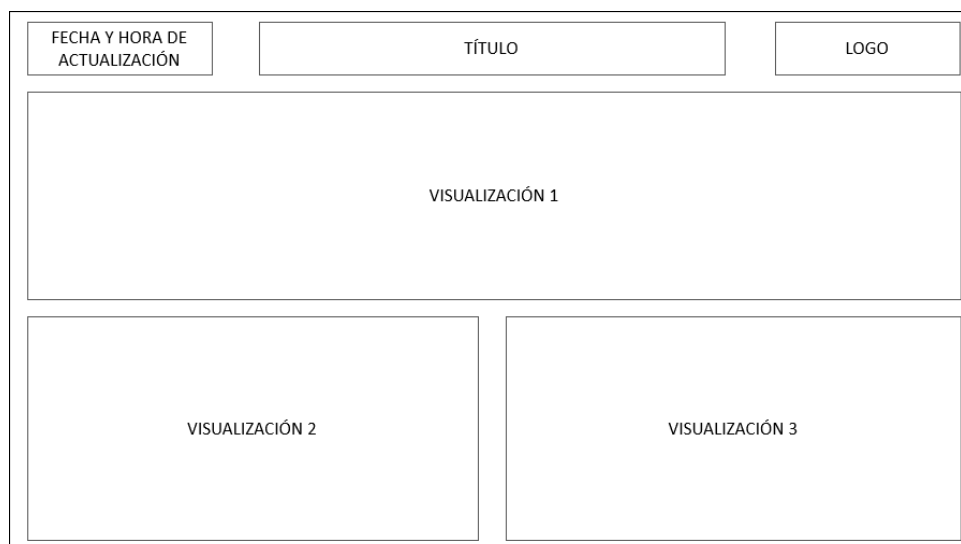 FECHA Y HORA DE
ACTUALIZACIÓN
TÍTULO
LOGO
VISUALIZACIÓN 1
VISUALIZACIÓN 2
VISUALIZACIÓN 3